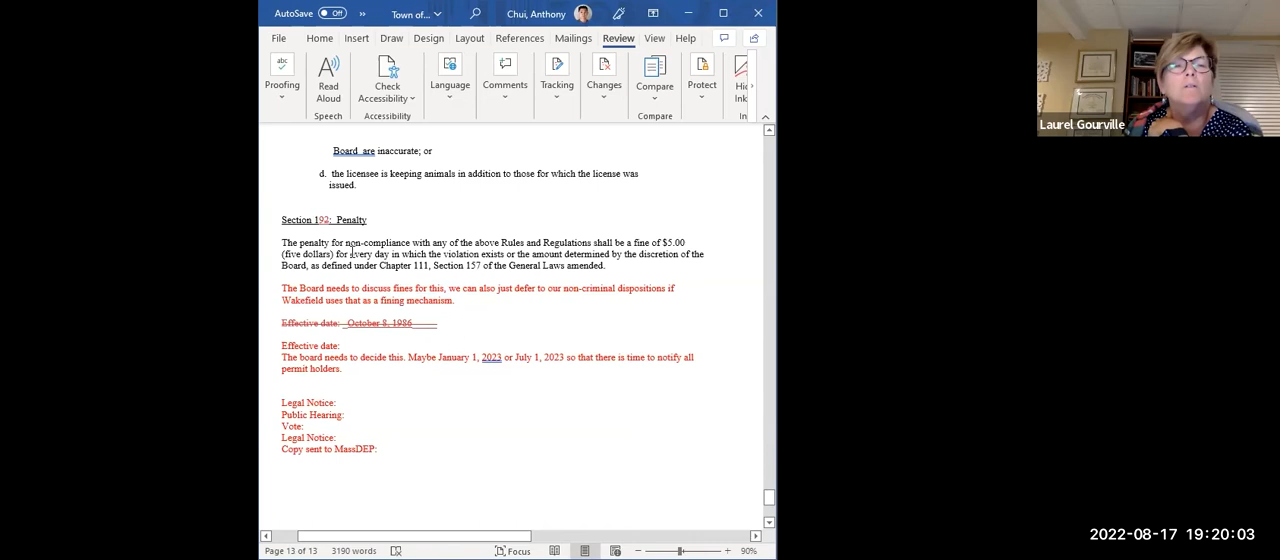 AutoSave Off Town of... Chui, Anthony
File Home Insert Draw Design Layout References Mailings Review View Help
Proofing Read Aloud Check Accessibility Language Comments Tracking Changes Compare Protect Hid Ink
Speech Accessibility Compare In
Board are inaccurate; or
d. the licensee is keeping animals in addition to those for which the license was
issued.
Section 192: Penalty
The penalty for non-compliance with any of the above Rules and Regulations shall be a fine of $5.00
(five dollars) for every day in which the violation exists or the amount determined by the discretion of the
Board, as defined under Chapter 111, Section 157 of the General Laws amended.
The Board needs to discuss fines for this, we can also just defer to our non-criminal dispositions if
Wakefield uses that as a fining mechanism.
Effective date: October 8, 1986
Effective date:
The board needs to decide this. Maybe January 1, 2023 or July 1, 2023 so that there is time to notify all
permit holders.
Legal Notice:
Public Hearing:
Vote:
Legal Notice:
Copy sent to MassDEP:
Page 13 of 13 3190 words Focus 90%
Laurel Gourville
2022-08-17 19:20:03